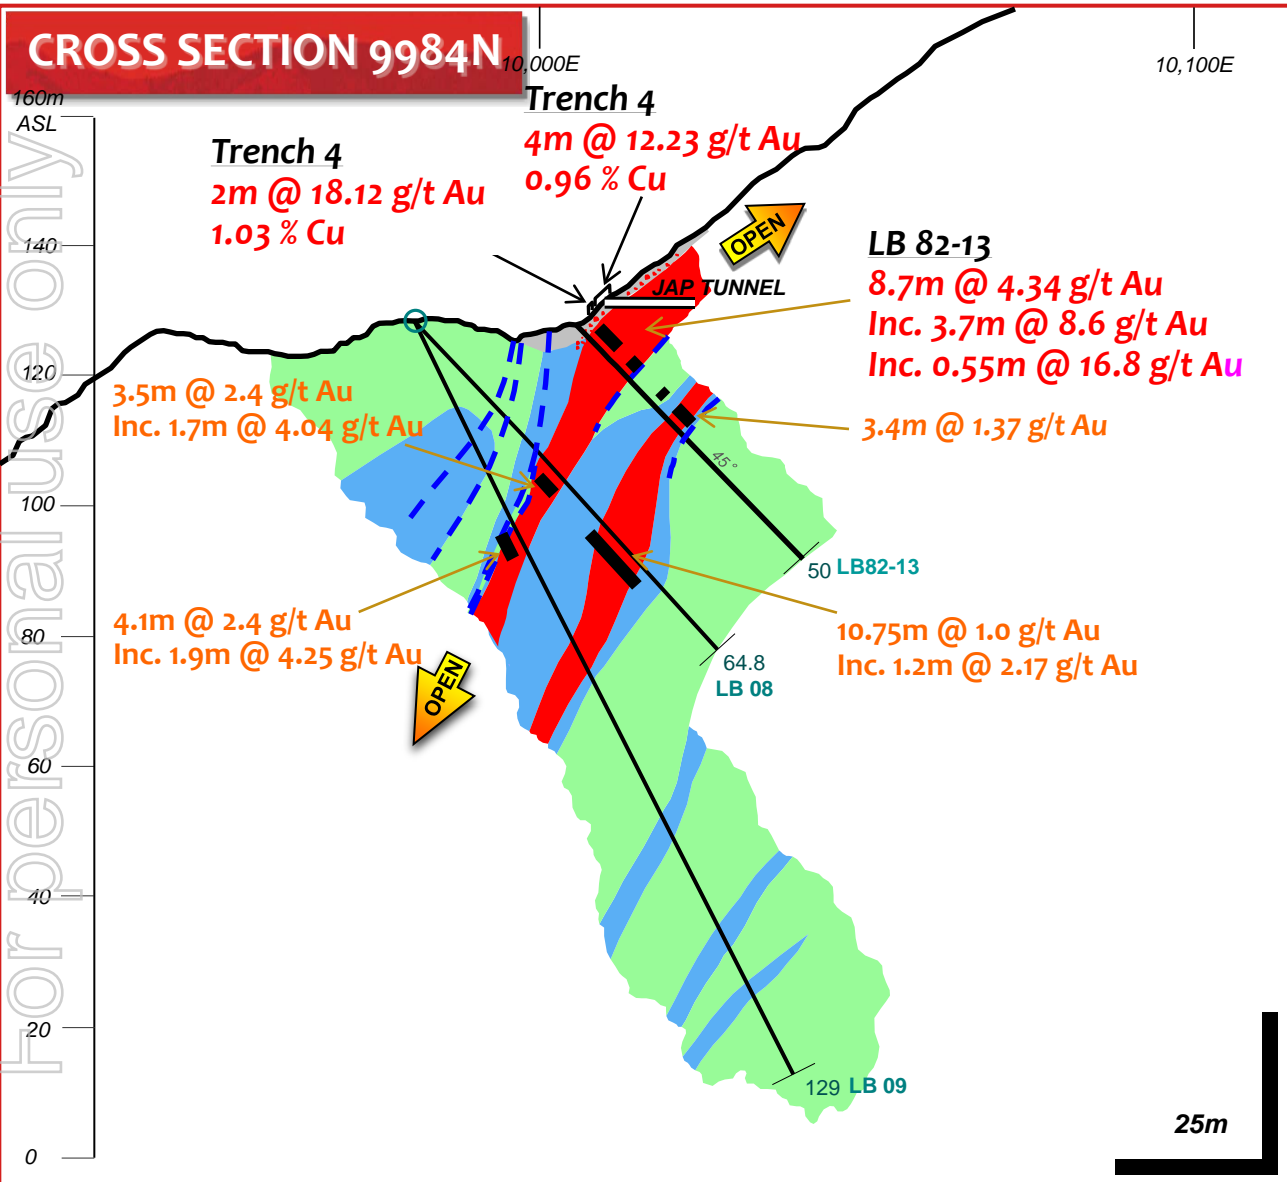 CROSS SECTION 9984N
10,000E
10,100E
160m
ASL
Trench 4
4m @ 12.23 g/t Au
0.96 % Cu
Trench 4
2m @ 18.12 g/t Au
1.03 % Cu
140
OPEN
LB 82-13
8.7m @ 4.34 g/t Au
Inc. 3.7m @ 8.6 g/t Au
Inc. 0.55m @ 16.8 g/t Au
JAP TUNNEL
120
3.5m @ 2.4 g/t Au
Inc. 1.7m @ 4.04 g/t Au
3.4m @ 1.37 g/t Au
45°
100
50 LB82-13
4.1m @ 2.4 g/t Au
Inc. 1.9m @ 4.25 g/t Au
80
10.75m @ 1.0 g/t Au
Inc. 1.2m @ 2.17 g/t Au
64.8
LB 08
OPEN
60
40
20
129 LB 09
25m
0
For personal use only